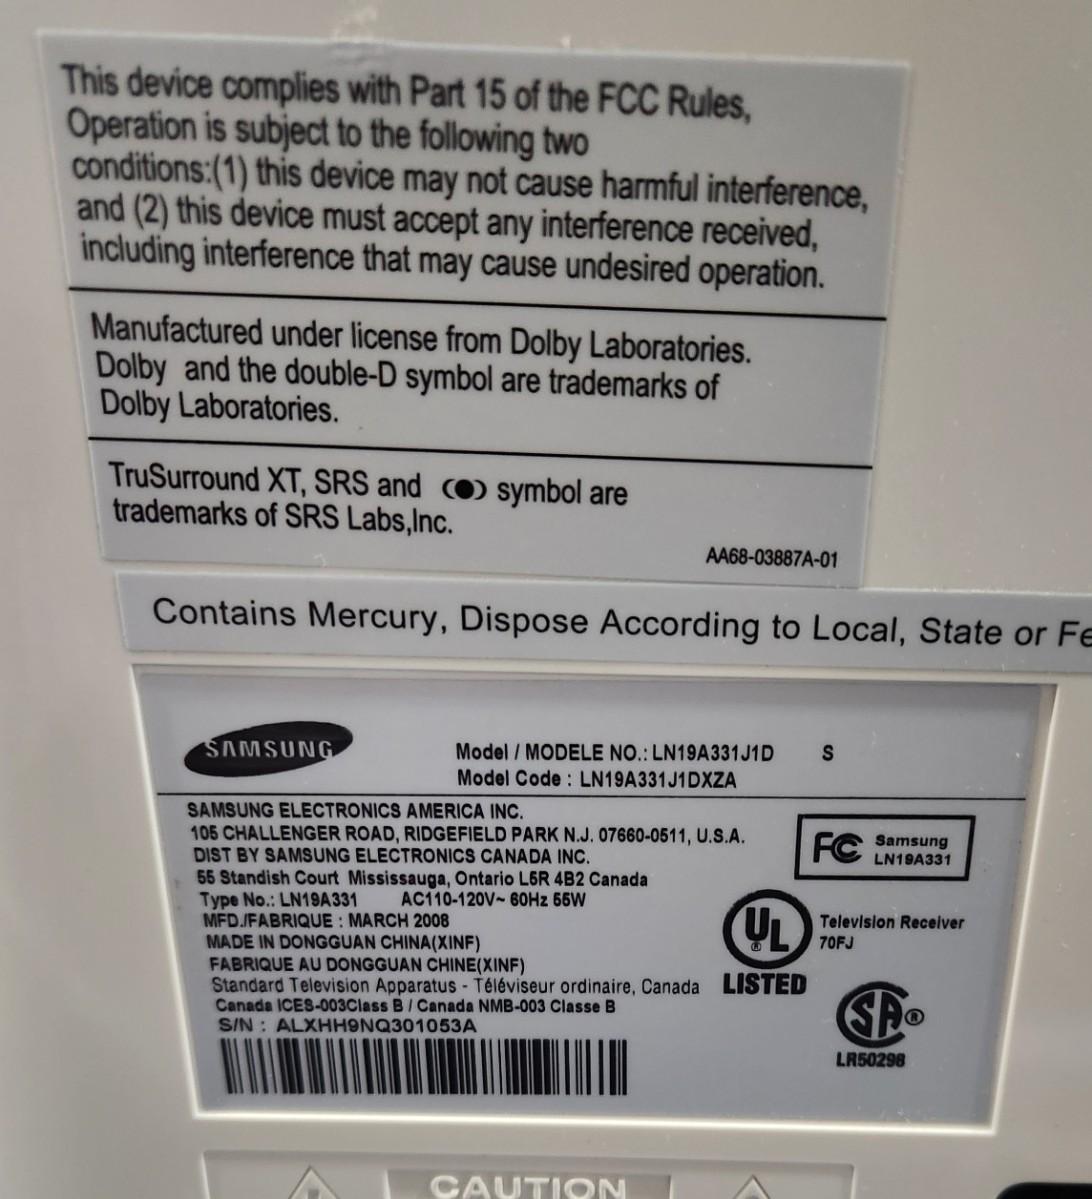 This device complies with Part 15 of the FCC Rules,
Operation is subject to the following two
conditions:(1) this device may not cause harmful interference,
and (2) this device must accept any interference received,
including interference that may cause undesired operation.
Manufactured under license from Dolby Laboratories.
Dolby and the double-D symbol are trademarks of
Dolby Laboratories.
TruSurround XT, SRS and symbol are
trademarks of SRS Labs,Inc.
AA68-03887A-01
Contains Mercury, Dispose According to Local, State or Fe
SAMSUNG
Model / MODELE NO.: LN19A331J1D S
Model Code : LN19A331J1DXZA
SAMSUNG ELECTRONICS AMERICA INC.
105 CHALLENGER ROAD, RIDGEFIELD PARK N.J. 07660-0511, U.S.A.
DIST BY SAMSUNG ELECTRONICS CANADA INC.
55 Standish Court Mississauga, Ontario L5R 4B2 Canada
Type No.: LN19A331 AC110-120V~ 60Hz 55W
MFD./FABRIQUE : MARCH 2008
MADE IN DONGGUAN CHINA(XINF)
FABRIQUE AU DONGGUAN CHINE(XINF)
Standard Television Apparatus - Téléviseur ordinaire, Canada
Canada ICES-003Class B / Canada NMB-003 Classe B
S/N : ALXHH9NQ301053A
FC Samsung
LN19A331
UL ®
LISTED
Television Receiver
70FJ
SA ®
LR50298
CAUTION